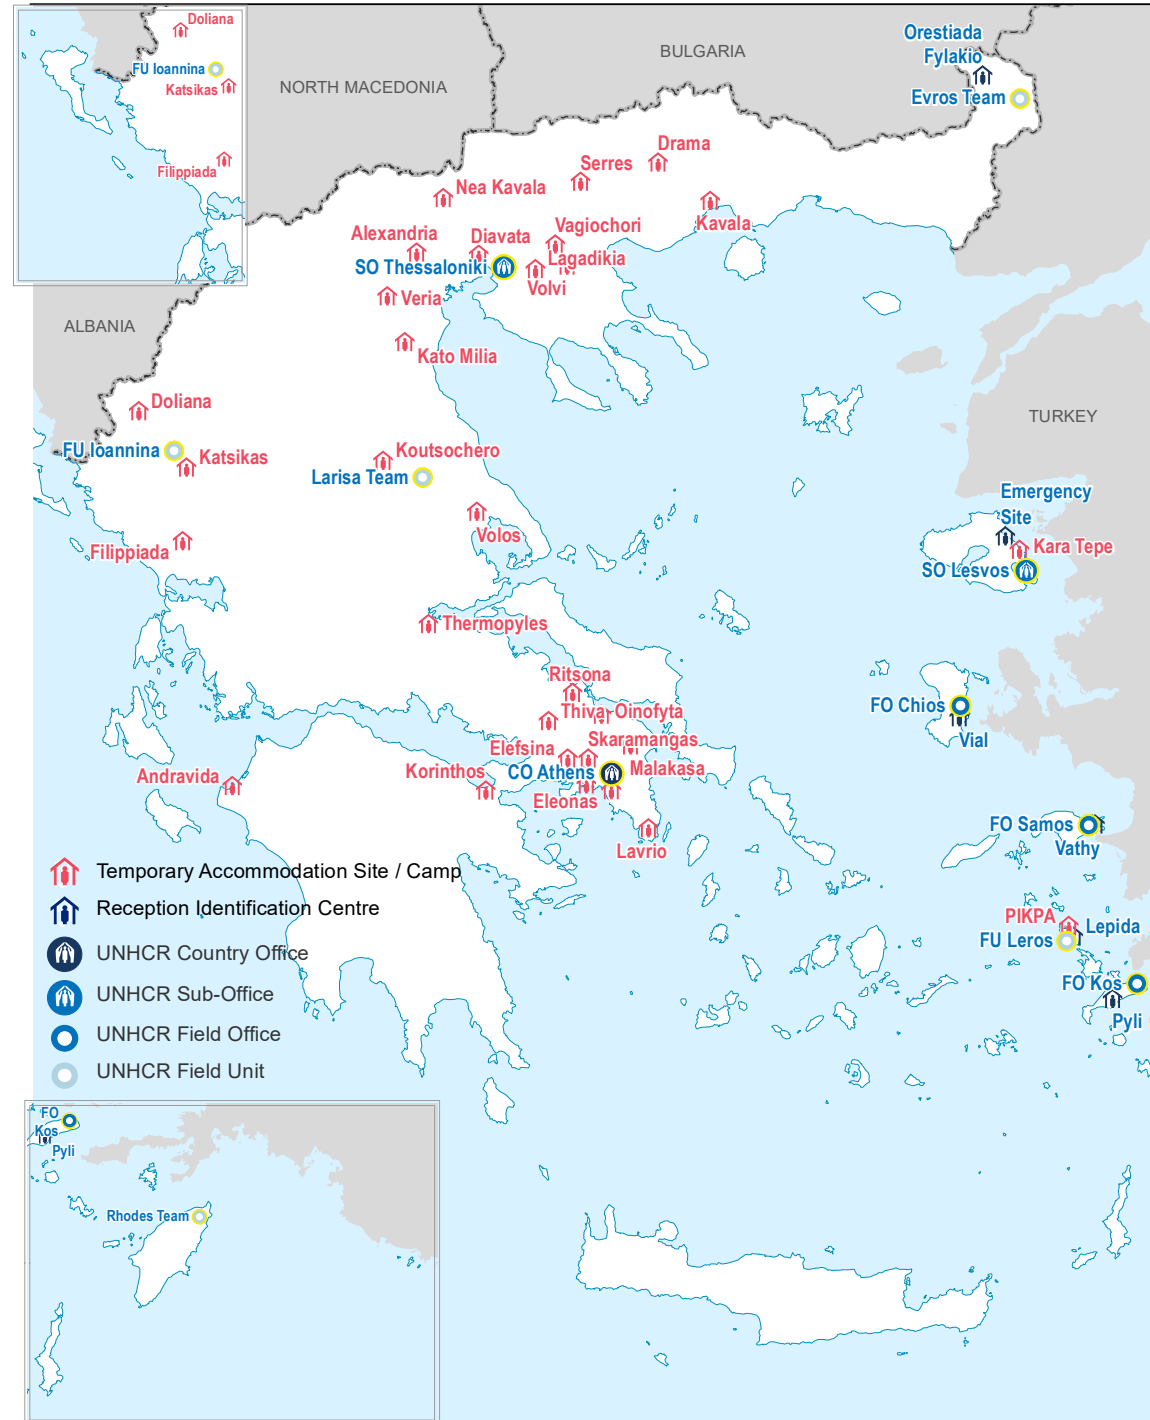 Doliana
FU Ioannina
Katsikas
Filippiada
NORTH MACEDONIA
BULGARIA
Orestiada
Fylakio
Evros Team
Drama
Serres
Nea Kavala
Kavala
Vagiochori
Alexandria
Diavata
Lagadikia
SO Thessaloniki
Volvi
Veria
ALBANIA
Kato Milia
Doliana
TURKEY
FU Ioannina
Katsikas
Koutsochero
Larisa Team
Emergency
Site
Volos
Kara Tepe
Filippiada
SO Lesvos
Thermopyles
Ritsona
FO Chios
Thiva
Oinofyta
Vial
Skaramangas
Elefsina
Malakasa
CO Athens
Korinthos
Andravida
Eleonas
FO Samos
Vathy
Lavrio
Temporary Accommodation Site / Camp
Reception Identification Centre
PIKPA
Lepida
FU Leros
UNHCR Country Office
FO Kos
UNHCR Sub-Office
Pyli
UNHCR Field Office
UNHCR Field Unit
FO
Kos
Pyli
Rhodes Team